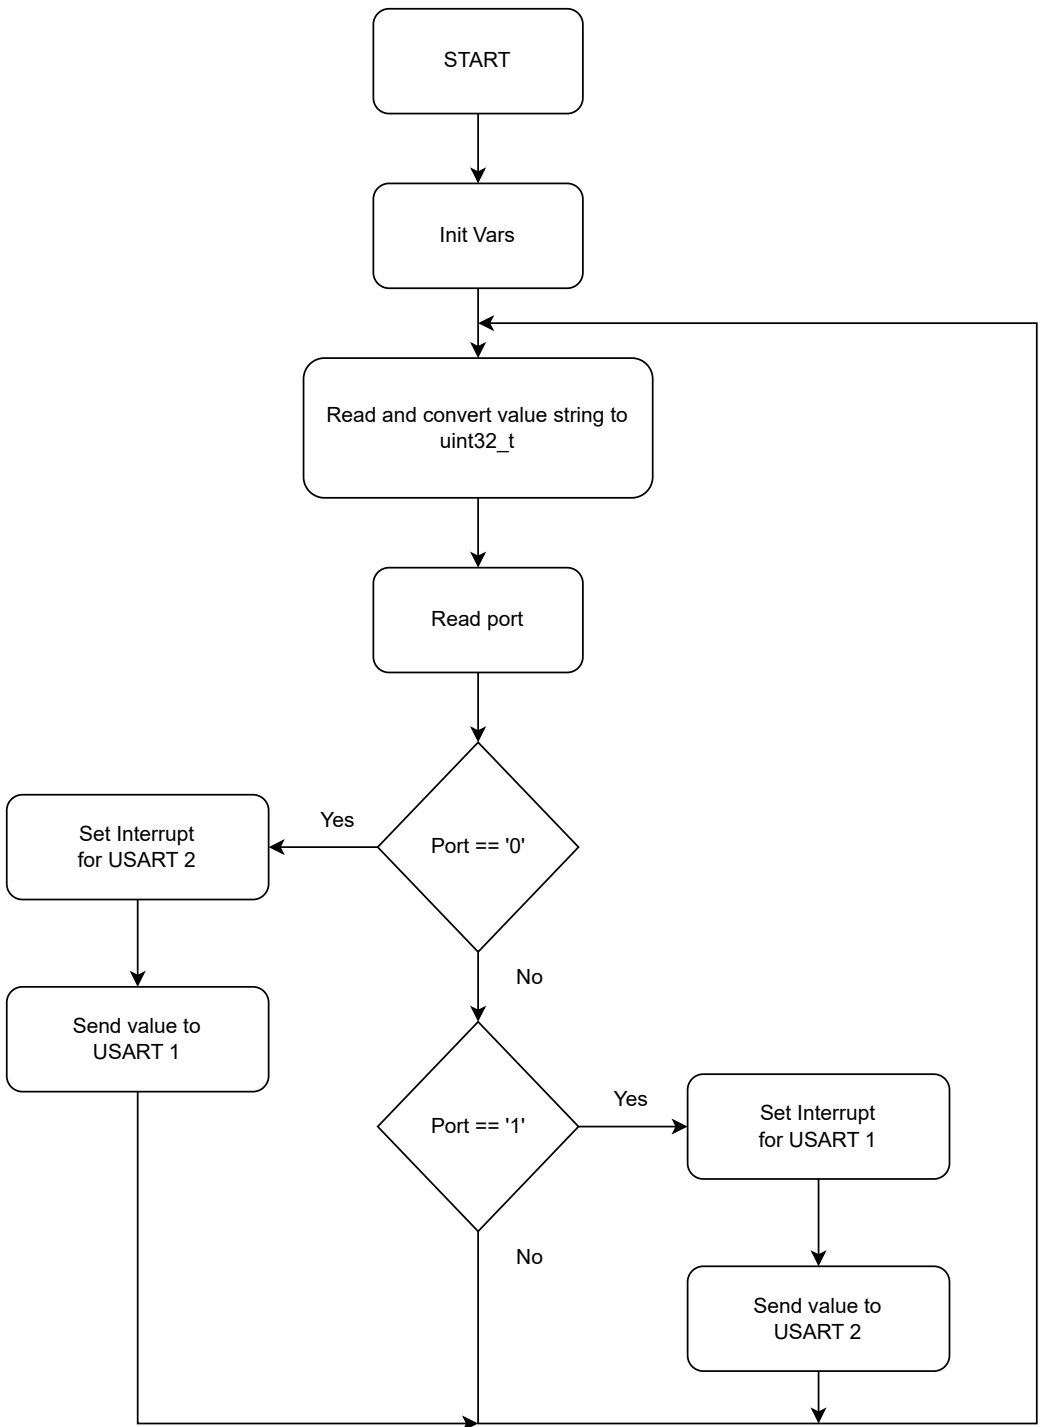 START
Init Vars
Read and convert value string to
uint32_t
Read port
Yes
Port == '0'
Set Interrupt
for USART 2
No
Send value to
USART 1
Yes
Port == '1'
Set Interrupt
for USART 1
No
Send value to
USART 2